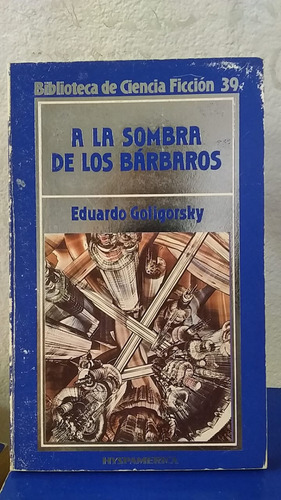 Biblioteca de Ciencia Ficción 39
A LA SOMBRA
DE LOS BÁRBAROS
Eduardo Goligorsky
HYSPAMERICA